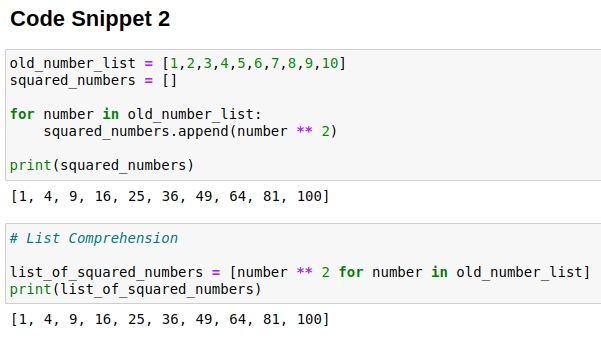 Code Snippet 2
old_number_list = [1,2,3,4,5,6,7,8,9,10]
squared_numbers = []
for number in old_number_list:
    squared_numbers.append(number ** 2)
print(squared_numbers)
[1, 4, 9, 16, 25, 36, 49, 64, 81, 100]
# List Comprehension
list_of_squared_numbers = [number ** 2 for number in old_number_list]
print(list_of_squared_numbers)
[1, 4, 9, 16, 25, 36, 49, 64, 81, 100]